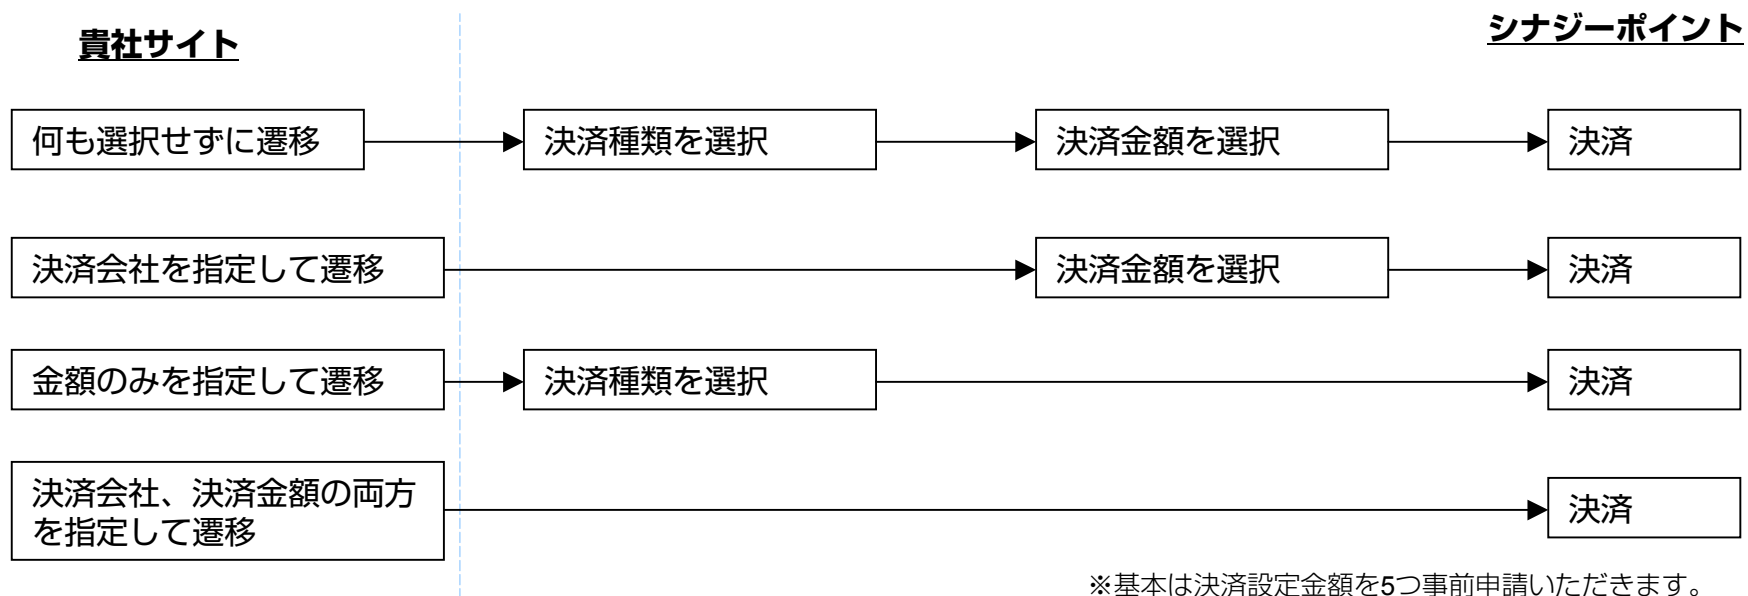 貴社サイト
シナジーポイント
何も選択せずに遷移
決済種類を選択
決済金額を選択
決済
決済会社を指定して遷移
決済金額を選択
決済
金額のみを指定して遷移
決済種類を選択
決済
決済会社、決済金額の両方
を指定して遷移
決済
※基本は決済設定金額を5つ事前申請いただきます。